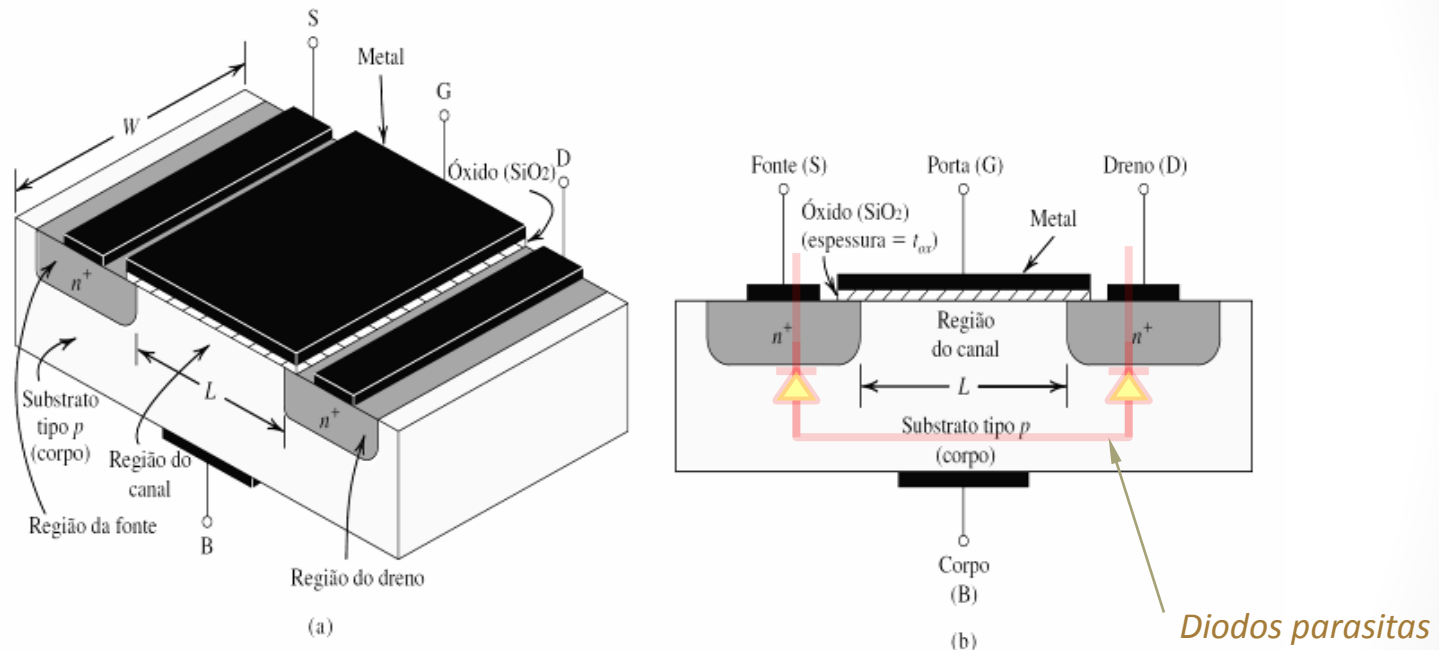 S
Metal
W
G
Óxido (SiO2)
D
n+
L
Substrato
tipo p
(corpo)
Região do
canal
n+
Região da fonte
B
Região do dreno
(a)
Fonte (S)
Porta (G)
Dreno (D)
Óxido (SiO2)
(espessura = tox)
Metal
n+
Região
do canal
n+
L
Substrato tipo p
(corpo)
Corpo
(B)
(b)
Diodos parasitas